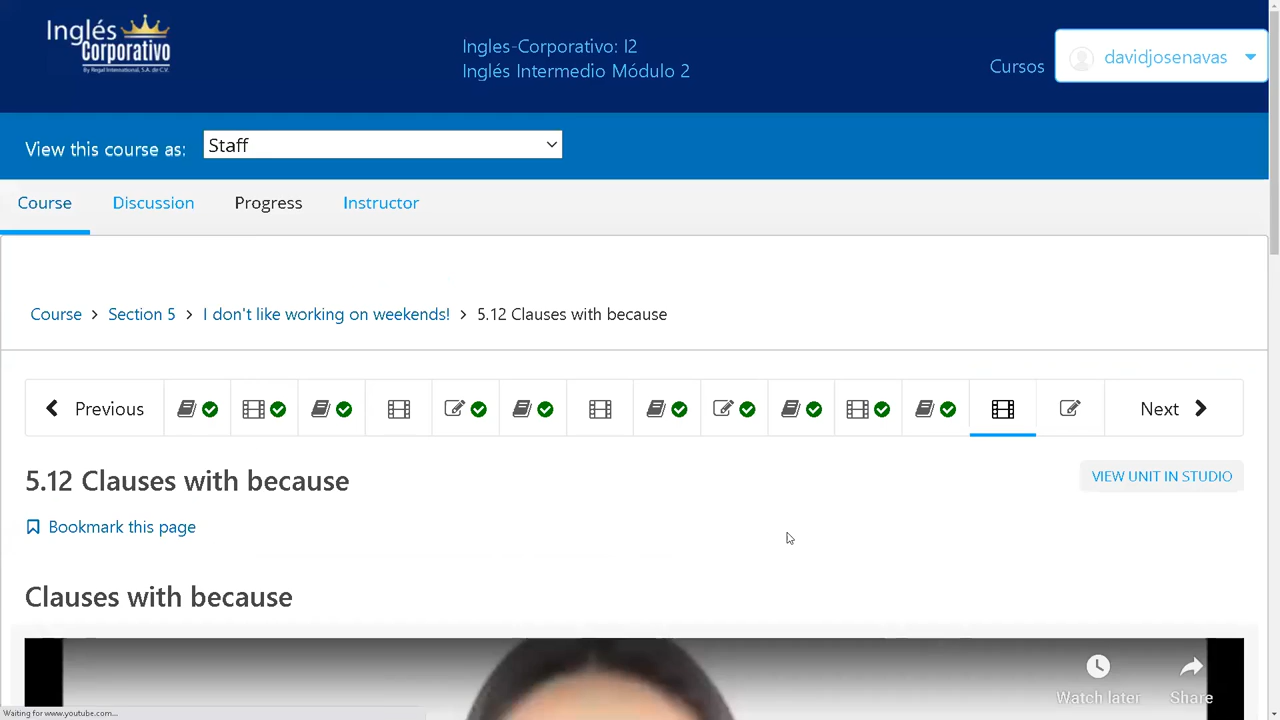 Inglés
Corporativo
By Regal International, S.A. de C.V.
Ingles-Corporativo: I2
Inglés Intermedio Módulo 2
Cursos
davidjosenavas
View this course as:
Staff
Course
Discussion
Progress
Instructor
Course > Section 5 > I don't like working on weekends! > 5.12 Clauses with because
Previous
Next
5.12 Clauses with because
VIEW UNIT IN STUDIO
Bookmark this page
Clauses with because
Watch later
Share
Waiting for www.youtube.com...